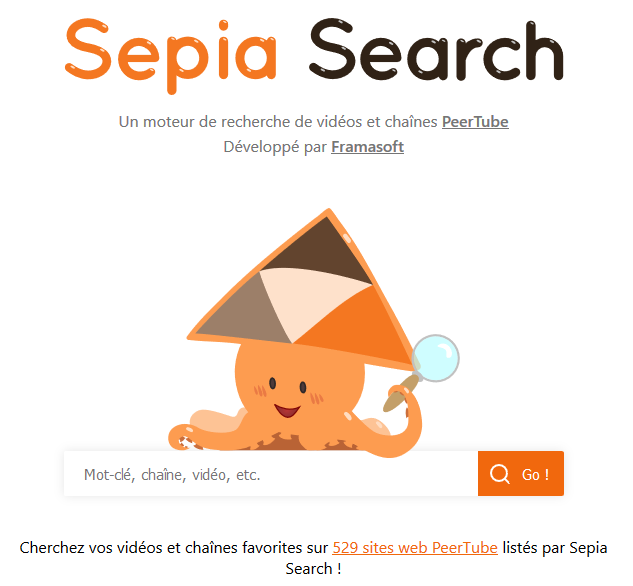 Sepia Search
Un moteur de recherche de vidéos et chaînes PeerTube
Développé par Framasoft
Mot-clé, chaîne, vidéo, etc.
Go !
Cherchez vos vidéos et chaînes favorites sur 529 sites web PeerTube listés par Sepia
Search !